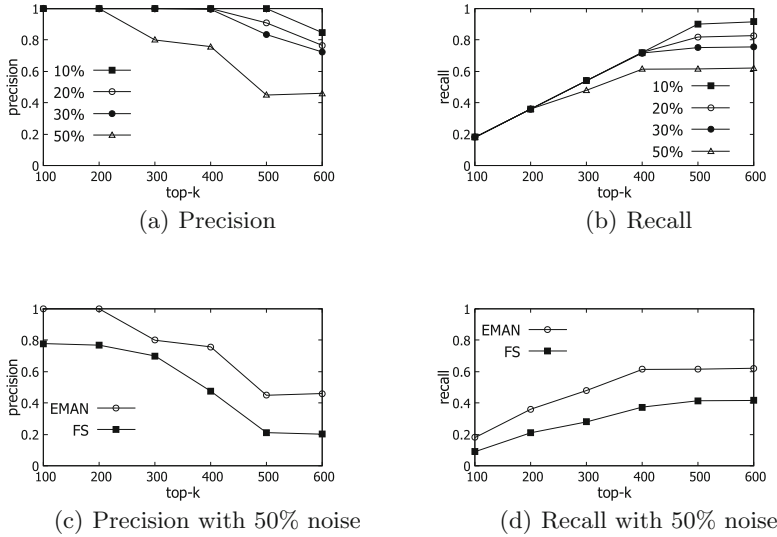 1
0.8
0.6
0.4
0.2
0
precision
10%
20%
30%
50%
100 200 300 400 500 600
top-k
(a) Precision
1
0.8
0.6
0.4
0.2
0
recall
10%
20%
30%
50%
100 200 300 400 500 600
top-k
(b) Recall
1
0.8
0.6
0.4
0.2
0
precision
EMAN
FS
100 200 300 400 500 600
top-k
(c) Precision with 50% noise
1
0.8
0.6
0.4
0.2
0
recall
EMAN
FS
100 200 300 400 500 600
top-k
(d) Recall with 50% noise